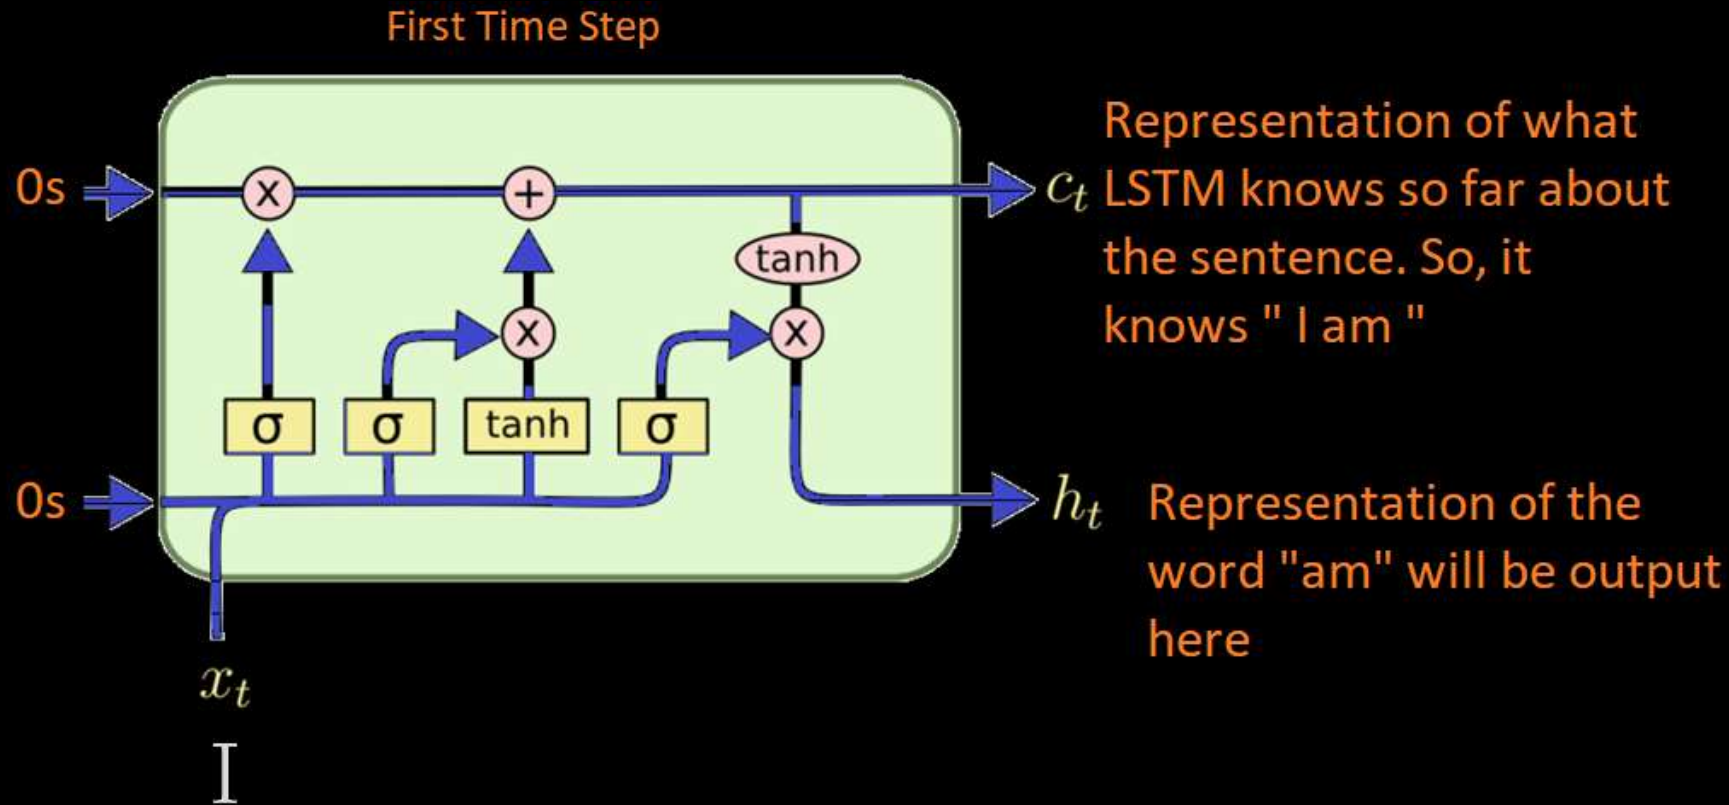 First Time Step
0s
x
+
c_t
Representation of what
LSTM knows so far about
the sentence. So, it
knows " I am "
tanh
x
x
σ
σ
tanh
σ
0s
h_t
Representation of the
word "am" will be output
here
x_t
I